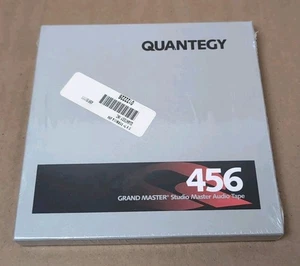 QUANTEGY
456
GRAND MASTER® Studio Master Audio Tape